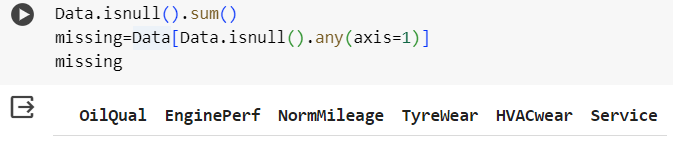 Data.isnull().sum()
missing=Data[Data.isnull().any(axis=1)]
missing
OilQual EnginePerf NormMileage TyreWear HVACwear Service